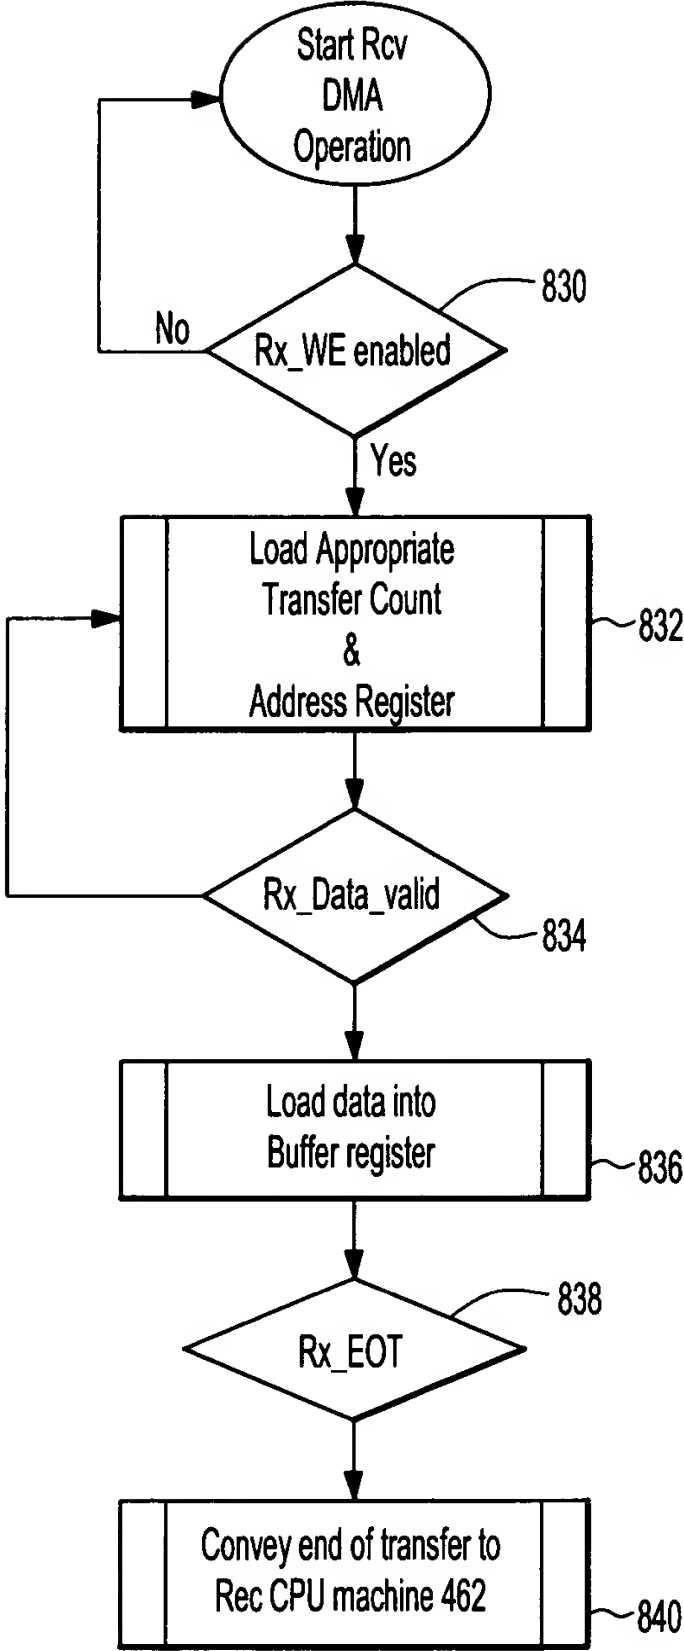 Start Rcv
DMA
Operation
830
No
Rx_WE enabled
Yes
Load Appropriate
Transfer Count
&
Address Register
832
Rx_Data_valid
834
Load data into
Buffer register
836
838
Rx_EOT
Convey end of transfer to
Rec CPU machine 462
840